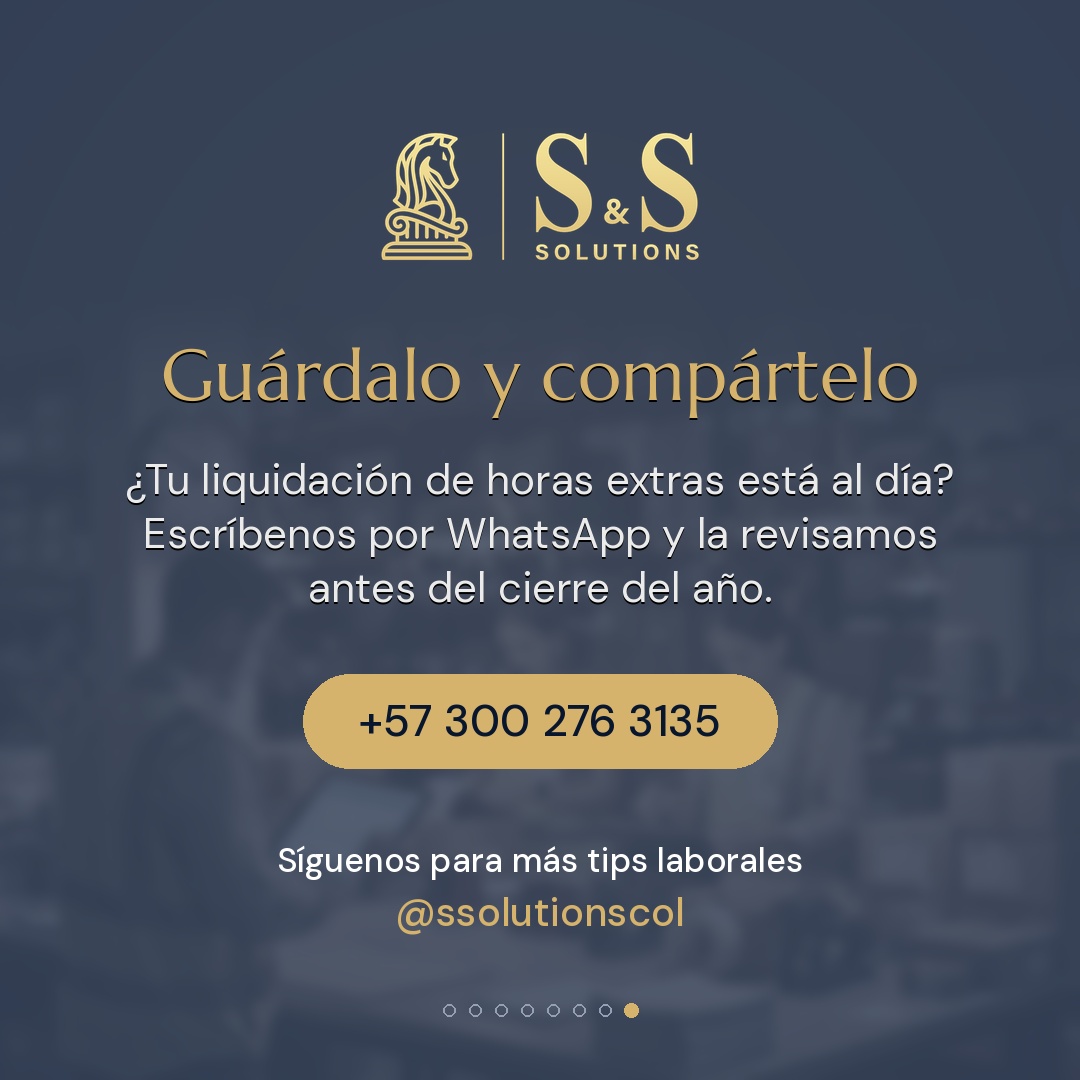 S&S
SOLUTIONS
Guárdalo y compártelo
¿Tu liquidación de horas extras está al día?
Escríbenos por WhatsApp y la revisamos
antes del cierre del año.
+57 300 276 3135
Síguenos para más tips laborales
@ssolutionscol